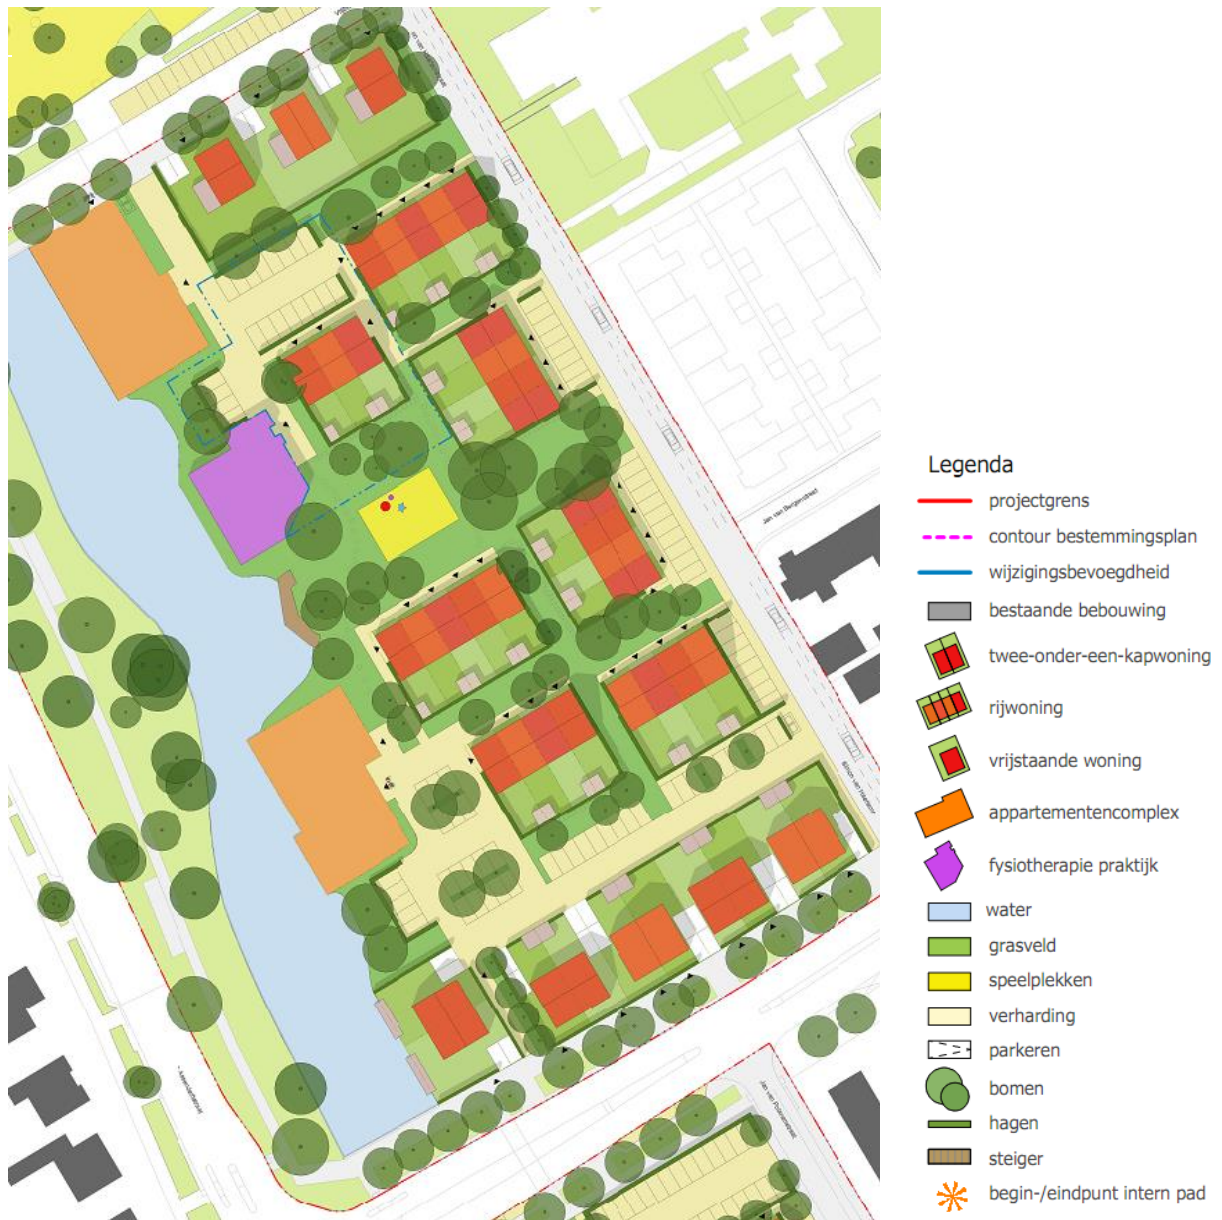 Legenda
projectgrens
contour bestemmingsplan
wijzigingsbevoegdheid
bestaande bebouwing
twee-onder-een-kapwoning
rijwoning
vrijstaande woning
appartementencomplex
fysiotherapie praktijk
water
grasveld
speelplekken
verharding
parkeren
bomen
hagen
steiger
begin-/eindpunt intern pad